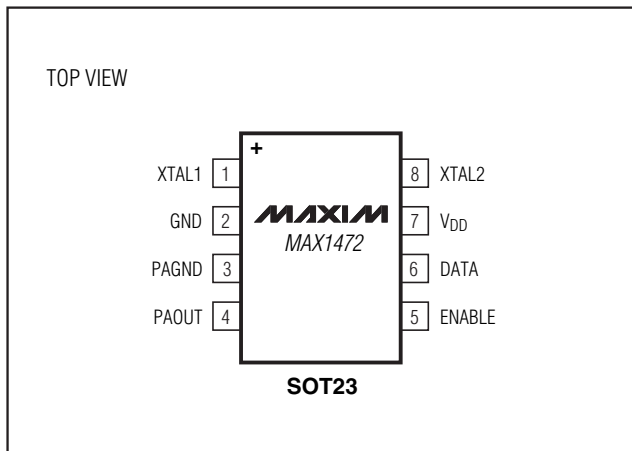 TOP VIEW
+
XTAL1 1
8 XTAL2
GND 2
MAXIM
7 VDD
MAX1472
PAGND 3
6 DATA
PAOUT 4
5 ENABLE
SOT23